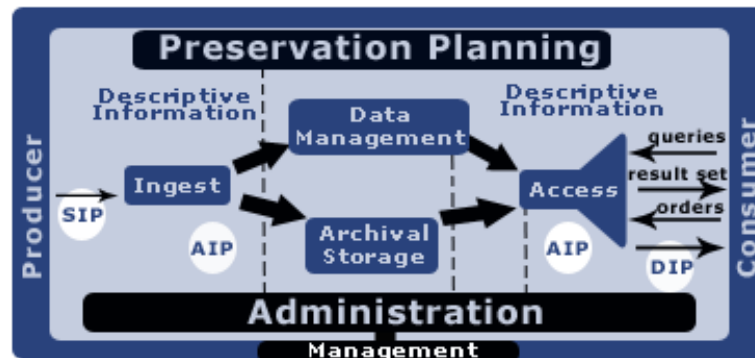 Preservation Planning
Producer
Descriptive
Information
Descriptive
Information
Data
Management
Consumer
queries
Ingest
Access
result set
SIP
orders
AIP
Archival
Storage
AIP
DIP
Administration
Management